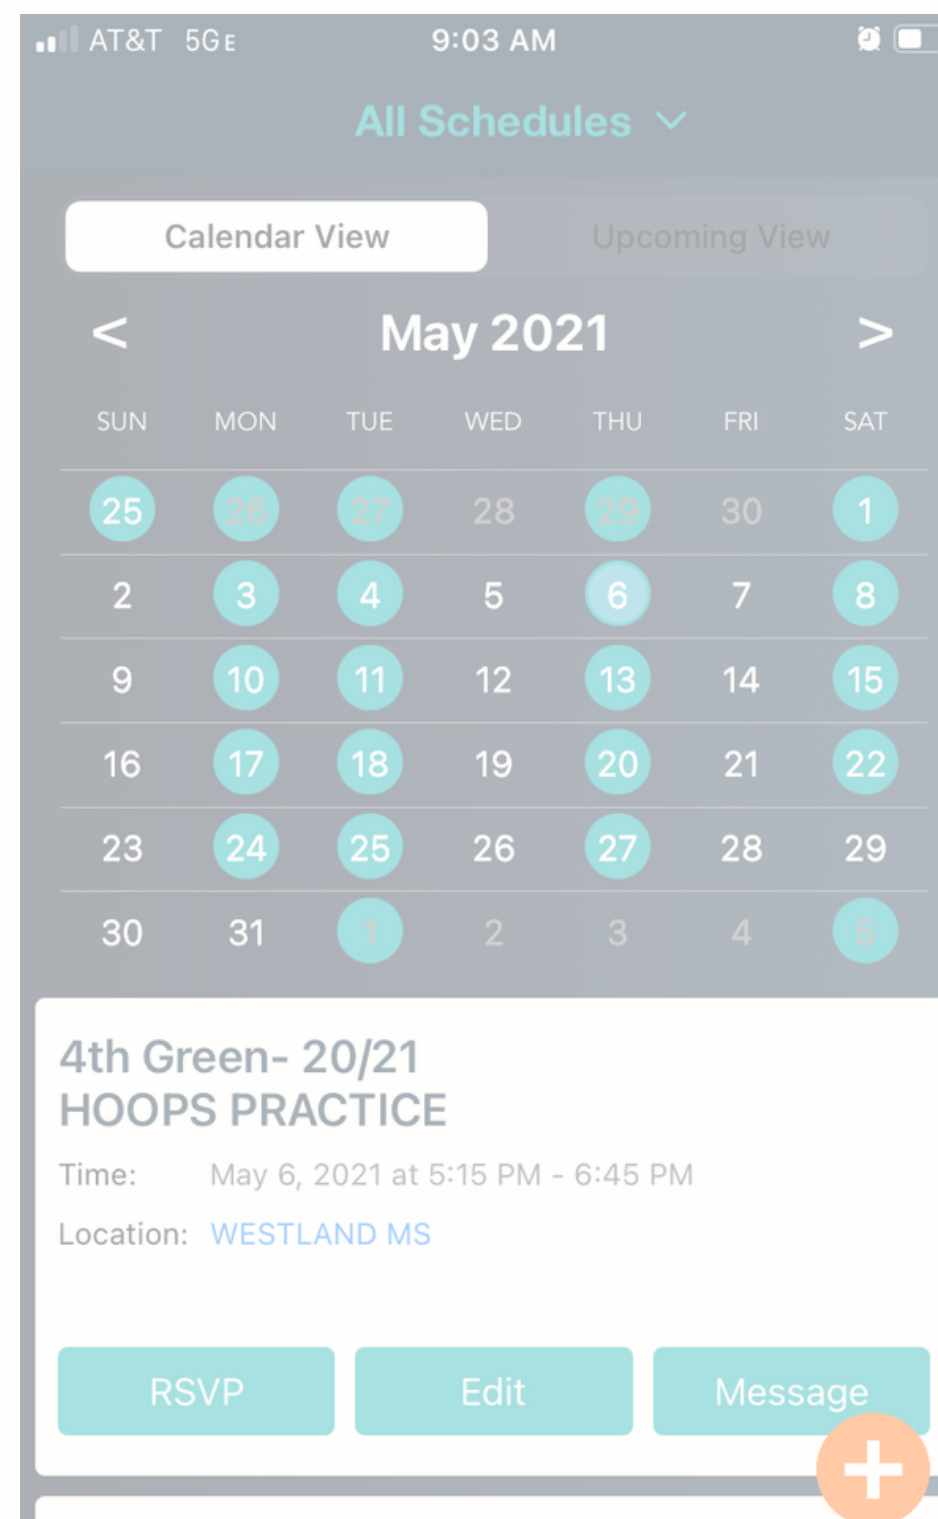 AT&T 5GE 9:03 AM
All Schedules
Calendar View Upcoming View
< May 2021 >
SUN MON TUE WED THU FRI SAT
25 26 27 28 29 30 1
2 3 4 5 6 7 8
9 10 11 12 13 14 15
16 17 18 19 20 21 22
23 24 25 26 27 28 29
30 31 1 2 3 4 5
4th Green- 20/21
HOOPS PRACTICE
Time: May 6, 2021 at 5:15 PM - 6:45 PM
Location: WESTLAND MS
RSVP Edit Message
+